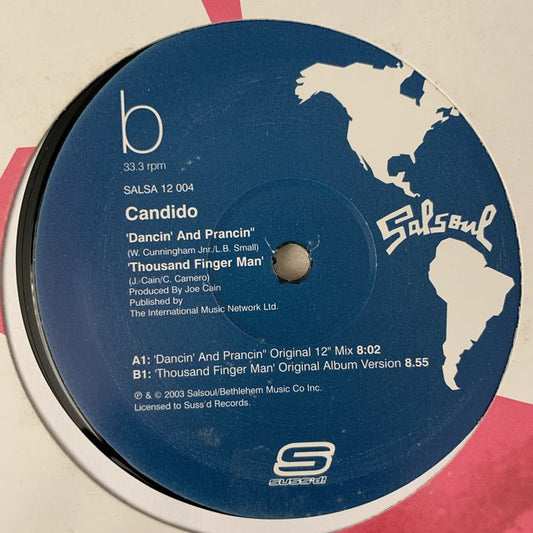 b
33.3 rpm
SALSA 12 004
Candido
'Dancin' And Prancin"
(W. Cunningham Jnr./L.B. Small)
'Thousand Finger Man'
(J.-Cain/C. Camero)
Produced By Joe Cain
Published by
The International Music Network Ltd.
Salsoul
A1: 'Dancin' And Prancin'' Original 12" Mix 8:02
B1: 'Thousand Finger Man' Original Album Version 8.55
℗ & © 2003 Salsoul/Bethlehem Music Co Inc.
Licensed to Suss'd Records.
S
SUSS'D!